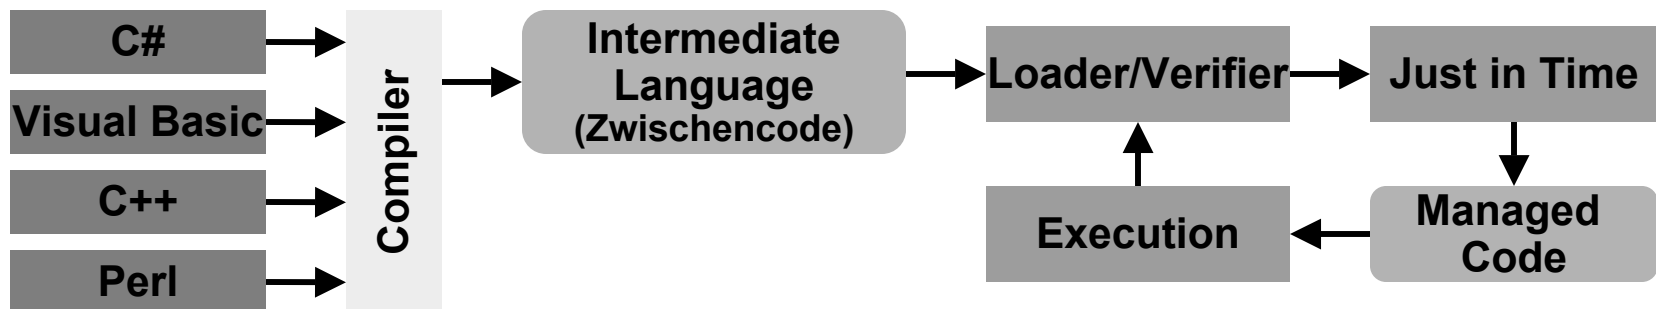 C#
Visual Basic
C++
Perl
Compiler
Intermediate
Language
(Zwischencode)
Loader/Verifier
Just in Time
Execution
Managed
Code